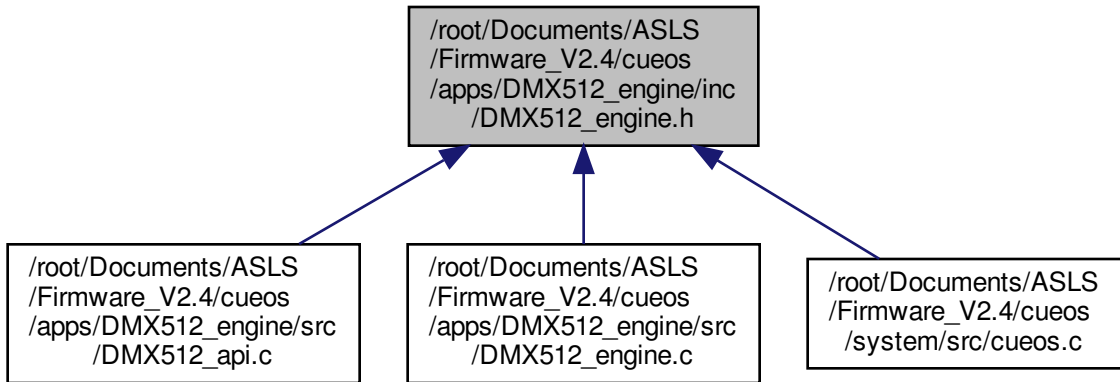 /root/Documents/ASLS
/Firmware_V2.4/cueos
/apps/DMX512_engine/inc
/DMX512_engine.h
/root/Documents/ASLS
/Firmware_V2.4/cueos
/apps/DMX512_engine/src
/DMX512_api.c
/root/Documents/ASLS
/Firmware_V2.4/cueos
/apps/DMX512_engine/src
/DMX512_engine.c
/root/Documents/ASLS
/Firmware_V2.4/cueos
/system/src/cueos.c